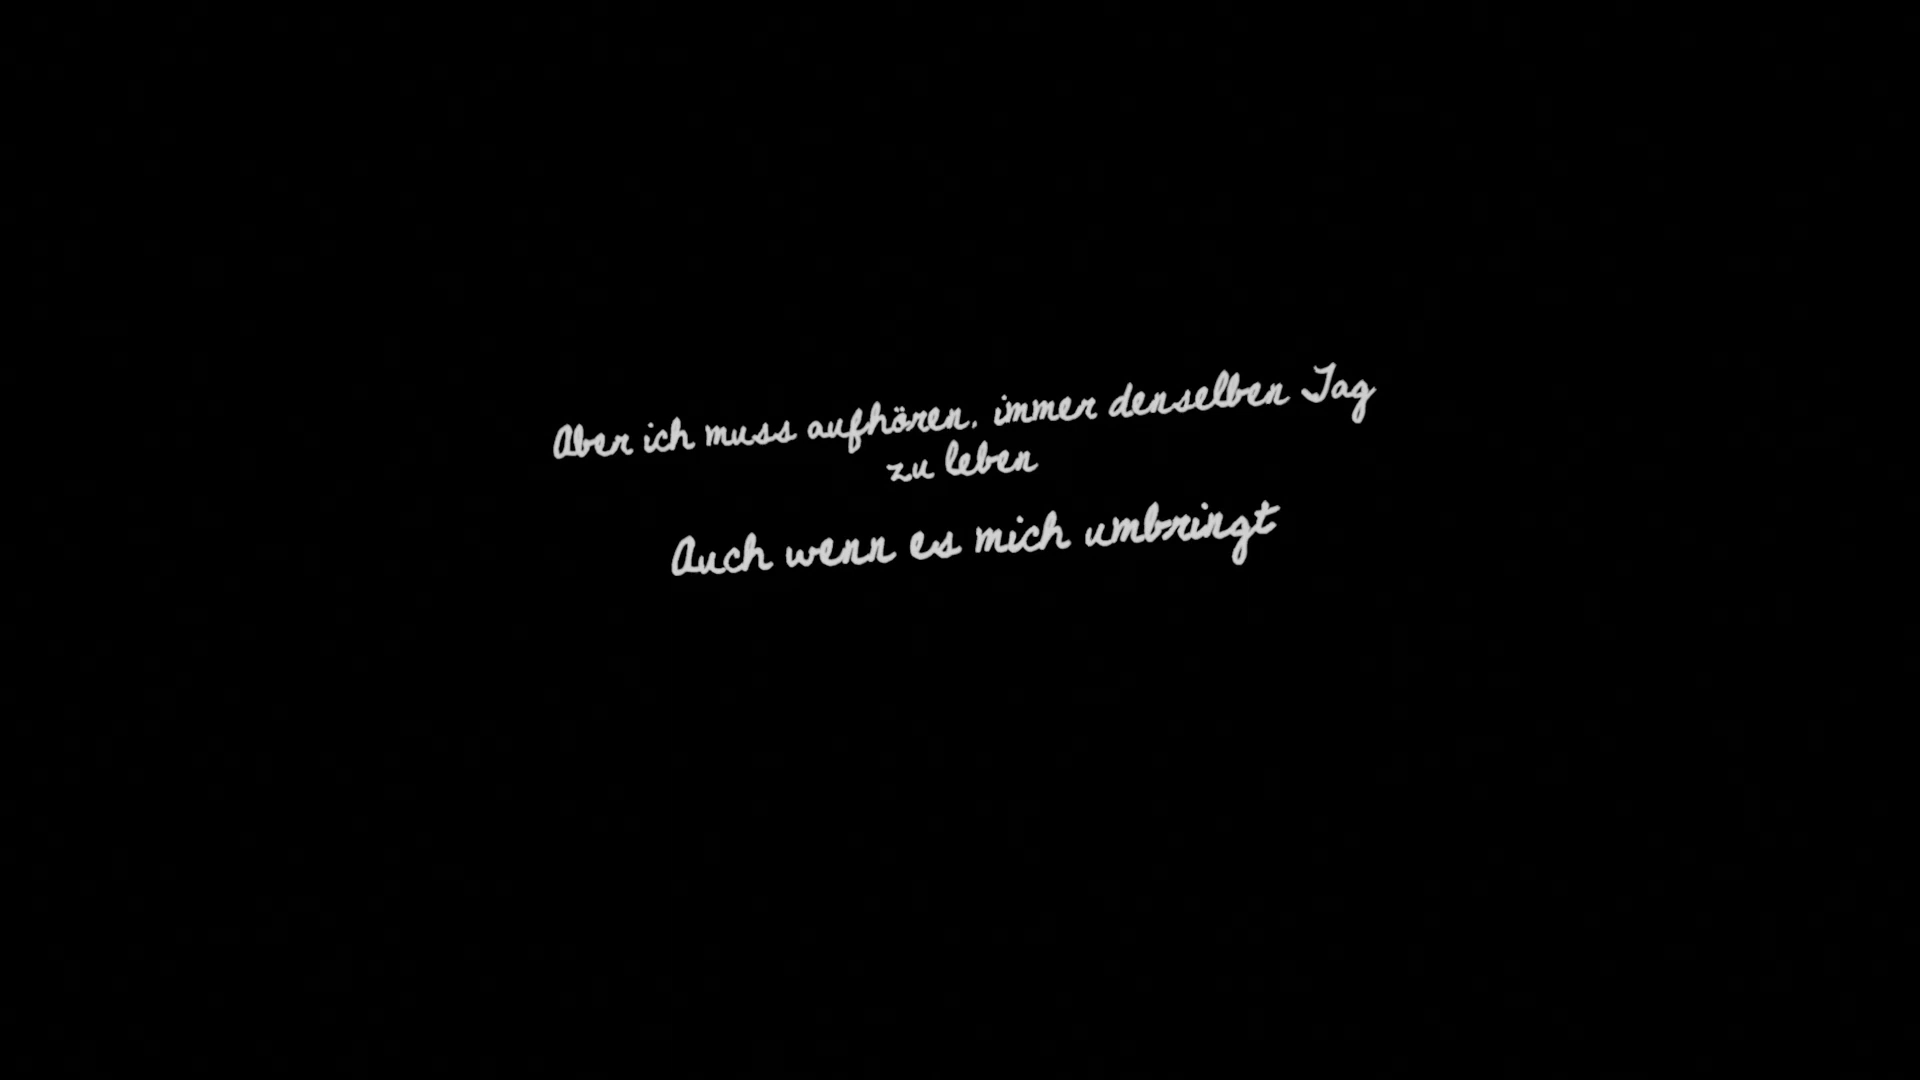 Aber ich muss aufhören, immer denselben Tag
zu leben
Auch wenn es mich umbringt